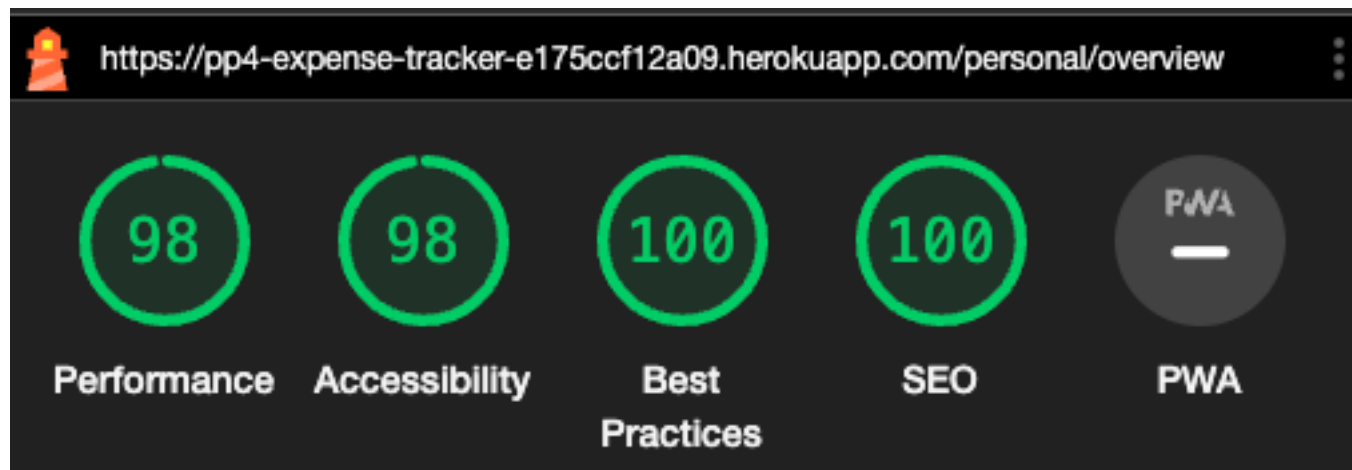 https://pp4-expense-tracker-e175ccf12a09.herokuapp.com/personal/overview
98
98
100
100
PWA
Performance
Accessibility
Best
Practices
SEO
PWA